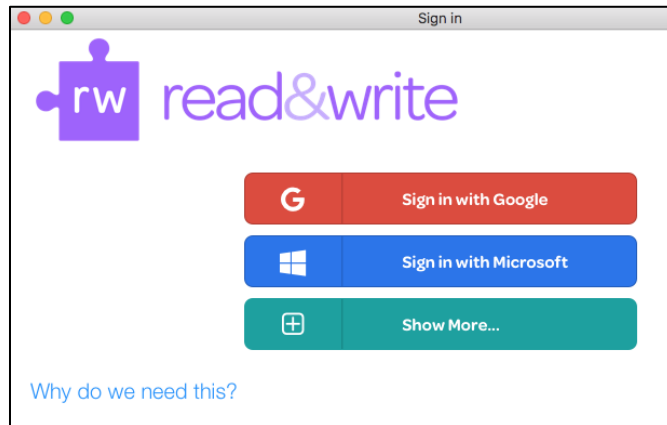 Sign in
rw read&write
Sign in with Google
Sign in with Microsoft
Show More...
Why do we need this?